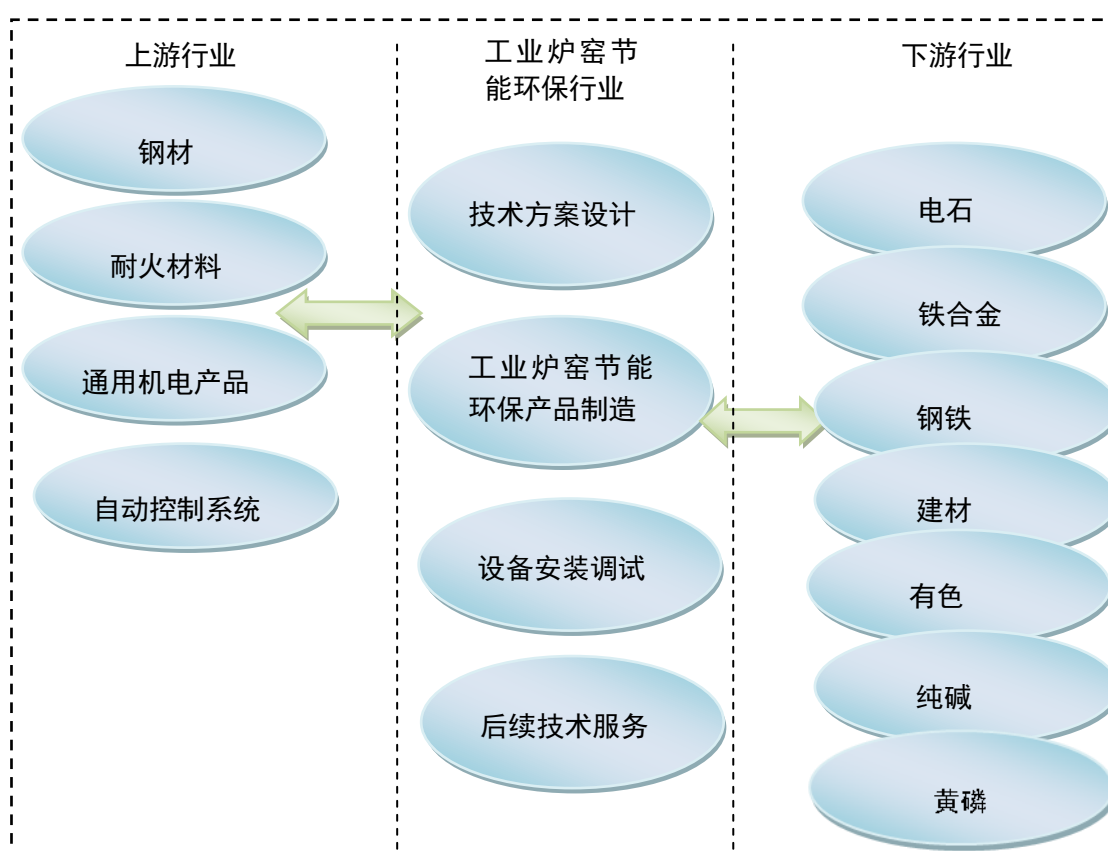 上游行业
钢材
耐火材料
通用机电产品
自动控制系统
工业炉窑节
能环保行业
技术方案设计
工业炉窑节能
环保产品制造
设备安装调试
后续技术服务
下游行业
电石
铁合金
钢铁
建材
有色
纯碱
黄磷